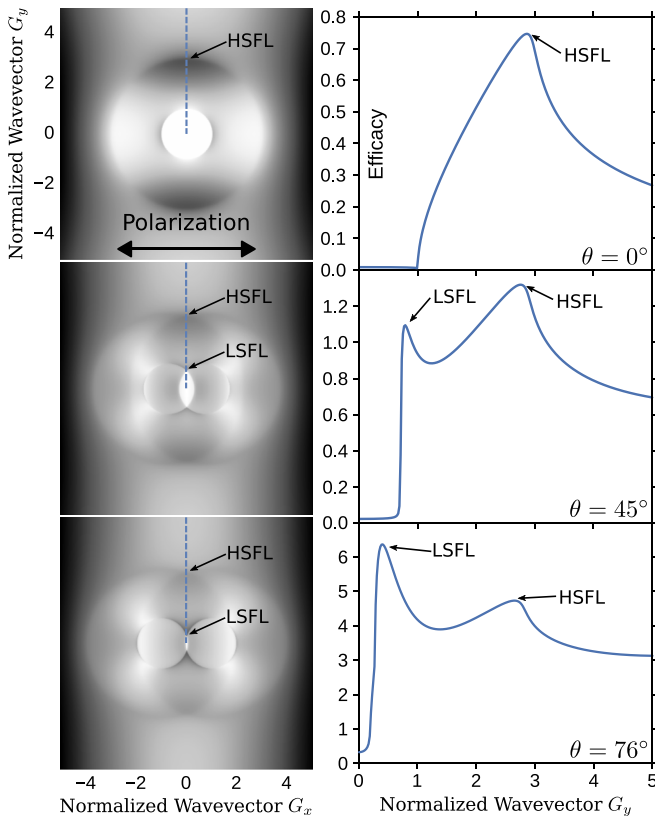 Normalized Wavevector G_y
4
2
0
−2
−4
HSFL
Polarization
HSFL
LSFL
HSFL
LSFL
−4
−2
0
2
4
Normalized Wavevector G_x
0.8
0.7
0.6
0.5
0.4
0.3
0.2
0.1
0.0
Efficacy
HSFL
θ = 0°
1.2
1.0
0.8
0.6
0.4
0.2
0.0
LSFL
HSFL
θ = 45°
6
5
4
3
2
1
0
LSFL
HSFL
θ = 76°
0
1
2
3
4
5
Normalized Wavevector G_y